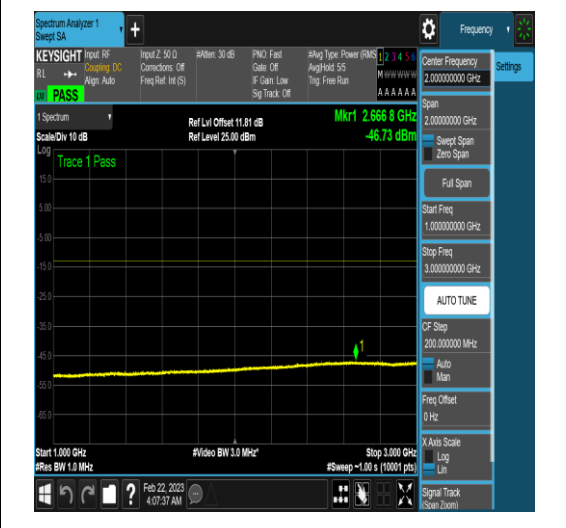 Spectrum Analyzer 1
Swept SA
+
Frequency
KEYSIGHT
RL
Input: RF
Coupling: DC
Align: Auto
Input Z: 50 Ω
Corrections: Off
Freq Ref: Int (S)
#Atten: 30 dB
PNO: Fast
Gate: Off
IF Gain: Low
Sig Track: Off
#Avg Type: Power (RMS
Avg|Hold: 5/5
Trig: Free Run
1 2 3 4 5 6
M W W W W W
A A A A A A
PASS
1 Spectrum
Scale/Div 10 dB
Ref Lvl Offset 11.81 dB
Ref Level 25.00 dBm
Mkr1 2.666 8 GHz
-46.73 dBm
Log
Trace 1 Pass
15.0
5.00
-5.00
-15.0
-25.0
-35.0
-45.0
-55.0
-65.0
1
Start 1.000 GHz
#Res BW 1.0 MHz
#Video BW 3.0 MHz*
Stop 3.000 GHz
#Sweep ~1.00 s (10001 pts)
?
Feb 22, 2023
4:07:37 AM
Settings
Center Frequency
2.000000000 GHz
Span
2.00000000 GHz
Swept Span
Zero Span
Full Span
Start Freq
1.000000000 GHz
Stop Freq
3.000000000 GHz
AUTO TUNE
CF Step
200.000000 MHz
Auto
Man
Freq Offset
0 Hz
X Axis Scale
Log
Lin
Signal Track
(Span Zoom)